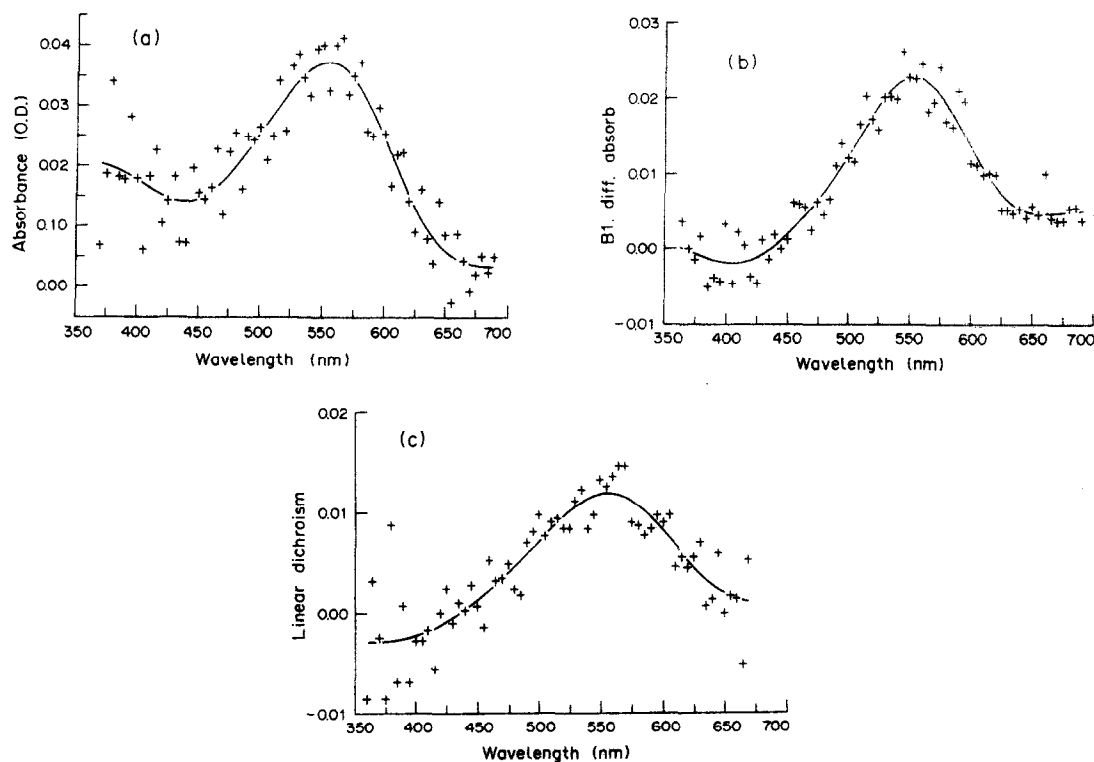 (a)
Absorbance (O.D.)
0.04
0.03
0.02
0.10
0.00
350 400 450 500 550 600 650 700
Wavelength (nm)
(b)
B1. diff. absorb
0.03
0.02
0.01
0.00
-0.01
350 400 450 500 550 600 650 700
Wavelength (nm)
(c)
Linear dichroism
0.02
0.01
0.00
-0.01
350 400 450 500 550 600 650 700
Wavelength (nm)